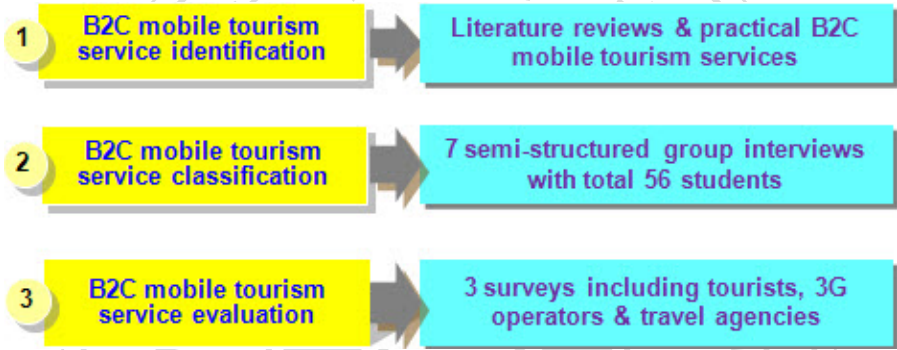 1
B2C mobile tourism
service identification
Literature reviews & practical B2C
mobile tourism services
2
B2C mobile tourism
service classification
7 semi-structured group interviews
with total 56 students
3
B2C mobile tourism
service evaluation
3 surveys including tourists, 3G
operators & travel agencies